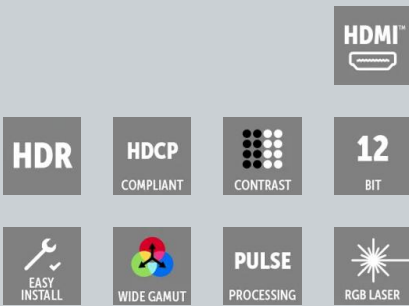 HDMI™
HDR
HDCP
COMPLIANT
CONTRAST
12
BIT
EASY
INSTALL
WIDE GAMUT
PULSE
PROCESSING
RGB LASER